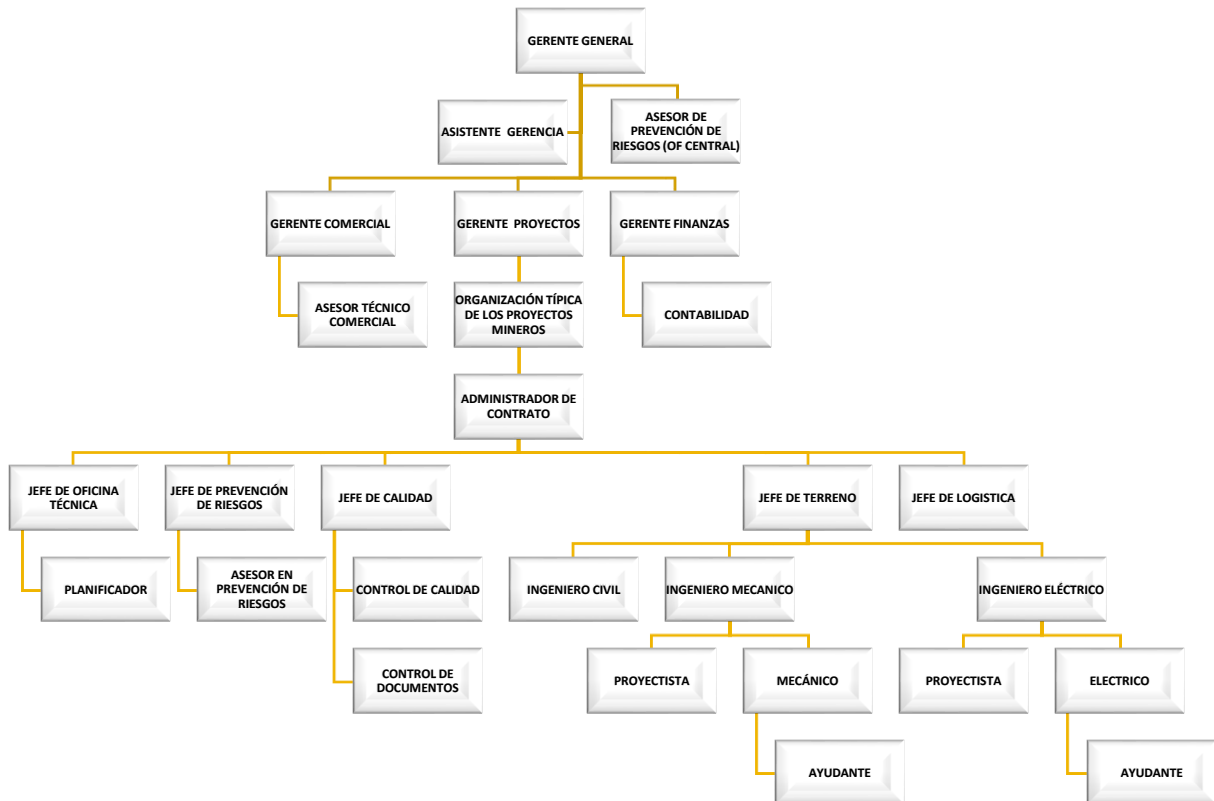 GERENTE GENERAL
ASISTENTE GERENCIA
ASESOR DE
PREVENCIÓN DE
RIESGOS (OF CENTRAL)
GERENTE COMERCIAL
GERENTE PROYECTOS
GERENTE FINANZAS
ASESOR TÉCNICO
COMERCIAL
ORGANIZACIÓN TÍPICA
DE LOS PROYECTOS
MINEROS
CONTABILIDAD
ADMINISTRADOR DE
CONTRATO
JEFE DE OFICINA
TÉCNICA
JEFE DE PREVENCIÓN
DE RIESGOS
JEFE DE CALIDAD
JEFE DE TERRENO
JEFE DE LOGISTICA
PLANIFICADOR
ASESOR EN
PREVENCIÓN DE
RIESGOS
CONTROL DE CALIDAD
INGENIERO CIVIL
INGENIERO MECANICO
INGENIERO ELÉCTRICO
CONTROL DE
DOCUMENTOS
PROYECTISTA
MECÁNICO
PROYECTISTA
ELECTRICO
AYUDANTE
AYUDANTE